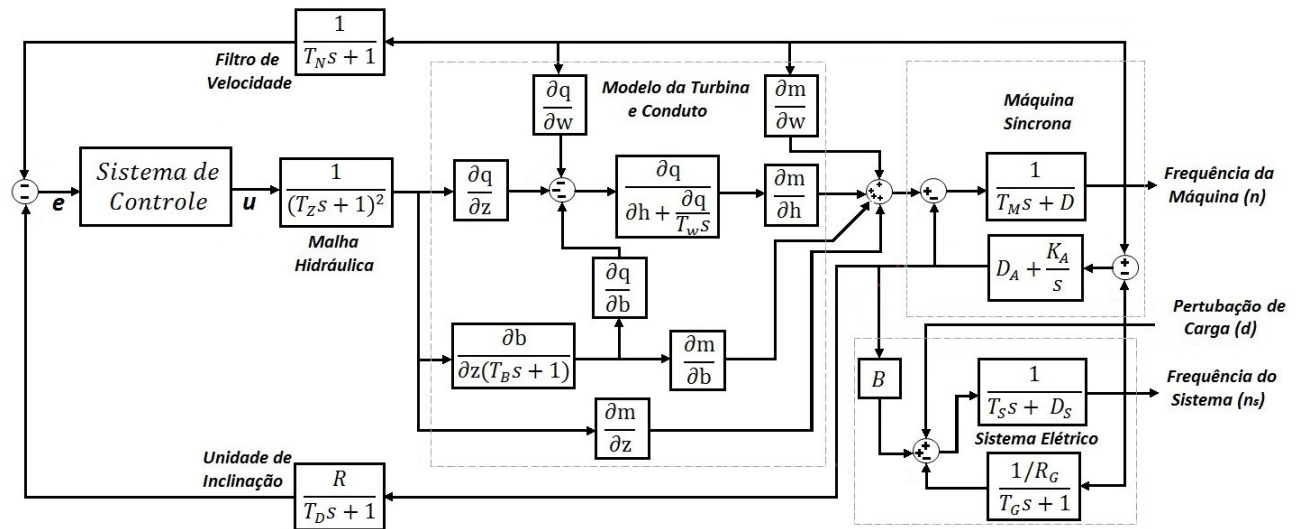 1
T_N s + 1
Filtro de
Velocidade
∂q
∂w
Modelo da Turbina
e Conduto
∂m
∂w
Máquina
Síncrona
Sistema de
Controle
e
u
1
(T_Z s + 1)²
Malha
Hidráulica
∂q
∂z
∂q
∂h + ∂q
T_w s
∂m
∂h
1
T_M s + D
Frequência da
Máquina (n)
D_A + K_A
s
∂q
∂b
∂b
∂z(T_B s + 1)
∂m
∂b
∂m
∂z
Pertubação de
Carga (d)
B
1
T_S s + D_S
Frequência do
Sistema (nₛ)
Sistema Elétrico
1/R_G
T_G s + 1
Unidade de
Inclinação
R
T_D s + 1